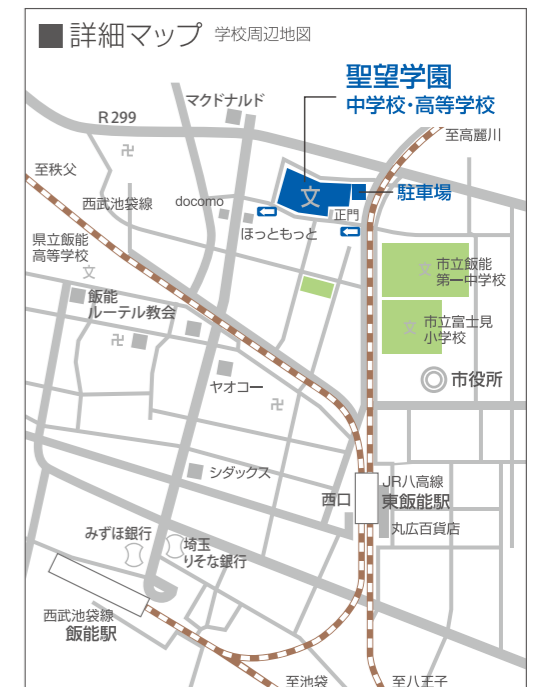 ■詳細マップ 学校周辺地図
聖望学園
中学校・高等学校
マクドナルド
R 299
至高麗川
卍
至秩父
文
駐車場
西武池袋線
docomo
正門
ほっともっと
県立飯能
高等学校
文
文
市立飯能
第一中学校
飯能
ルーテル教会
卍
文
市立富士見
小学校
ヤオコー
市役所
卍
シダックス
JR八高線
西口
東飯能駅
丸広百貨店
みずほ銀行
埼玉
りそな銀行
西武池袋線
飯能駅
至池袋
至八王子